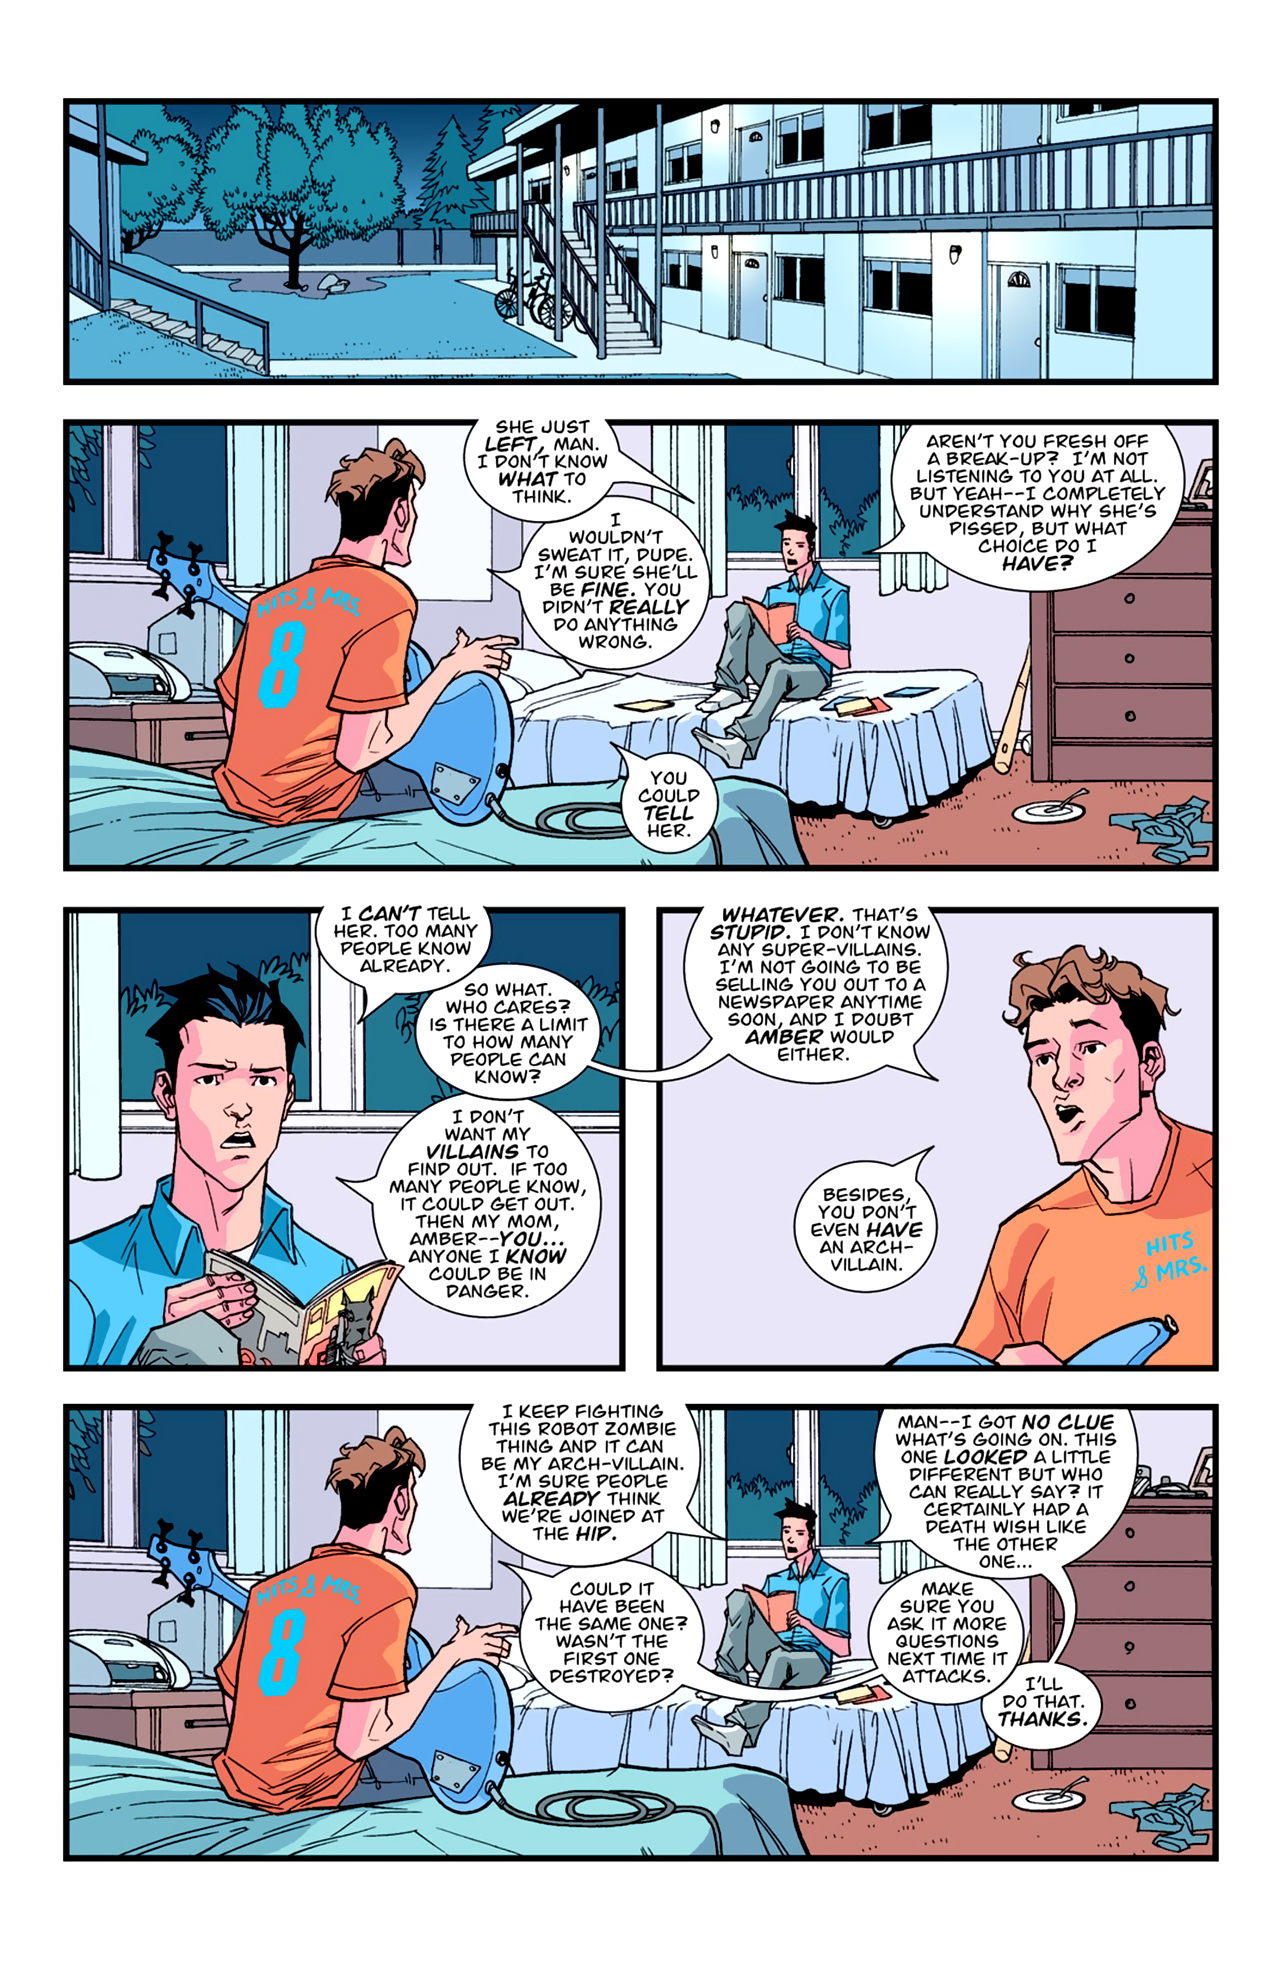 SHE JUST
LEFT, MAN.
I DON'T KNOW
WHAT TO
THINK.
I
WOULDN'T
SWEAT IT, DUDE.
I'M SURE SHE'LL
BE FINE. YOU
DIDN'T REALLY
DO ANYTHING
WRONG.
AREN'T YOU FRESH OFF
A BREAK-UP? I'M NOT
LISTENING TO YOU AT ALL.
BUT YEAH--I COMPLETELY
UNDERSTAND WHY SHE'S
PISSED, BUT WHAT
CHOICE DO I
HAVE?
HITS & MRS.
8
YOU
COULD
TELL
HER.
I CAN'T TELL
HER. TOO MANY
PEOPLE KNOW
ALREADY.
SO WHAT.
WHO CARES?
IS THERE A LIMIT
TO HOW MANY
PEOPLE CAN
KNOW?
I DON'T
WANT MY
VILLAINS TO
FIND OUT. IF TOO
MANY PEOPLE KNOW,
IT COULD GET OUT.
THEN MY MOM,
AMBER--YOU...
ANYONE I KNOW
COULD BE IN
DANGER.
WHATEVER. THAT'S
STUPID. I DON'T KNOW
ANY SUPER-VILLAINS.
I'M NOT GOING TO BE
SELLING YOU OUT TO A
NEWSPAPER ANYTIME
SOON, AND I DOUBT
AMBER WOULD
EITHER.
BESIDES,
YOU DON'T
EVEN HAVE
AN ARCH-
VILLAIN.
HITS
& MRS.
I KEEP FIGHTING
THIS ROBOT ZOMBIE
THING AND IT CAN
BE MY ARCH-VILLAIN.
I'M SURE PEOPLE
ALREADY THINK
WE'RE JOINED AT
THE HIP.
COULD IT
HAVE BEEN
THE SAME ONE?
WASN'T THE
FIRST ONE
DESTROYED?
MAN--I GOT NO CLUE
WHAT'S GOING ON. THIS
ONE LOOKED A LITTLE
DIFFERENT BUT WHO
CAN REALLY SAY? IT
CERTAINLY HAD A
DEATH WISH LIKE
THE OTHER
ONE...
MAKE
SURE YOU
ASK IT MORE
QUESTIONS
NEXT TIME IT
ATTACKS.
I'LL
DO THAT.
THANKS.
HITS & MRS.
8